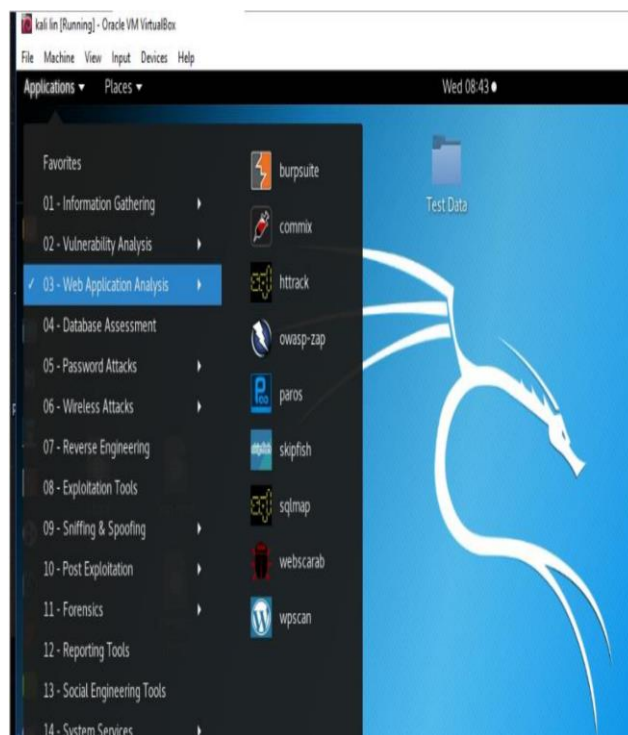 kali lin [Running] - Oracle VM VirtualBox
File Machine View Input Devices Help
Applications Places Wed 08:43
Favorites
01 - Information Gathering
02 - Vulnerability Analysis
03 - Web Application Analysis
04 - Database Assessment
05 - Password Attacks
06 - Wireless Attacks
07 - Reverse Engineering
08 - Exploitation Tools
09 - Sniffing & Spoofing
10 - Post Exploitation
11 - Forensics
12 - Reporting Tools
13 - Social Engineering Tools
14 - System Services
burpsuite
commix
httrack
owasp-zap
paros
skipfish
sqlmap
webscarab
wpscan
Test Data